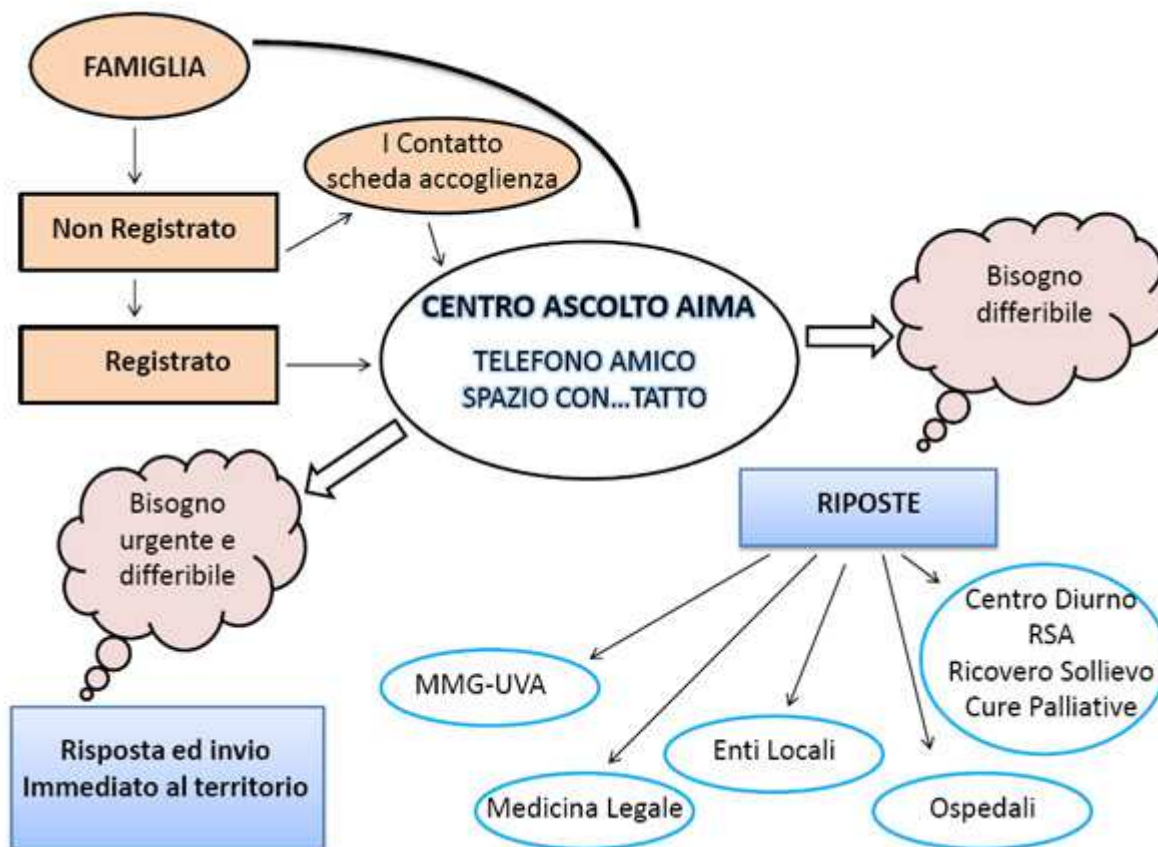 FAMIGLIA
I Contatto
scheda accoglienza
Non Registrato
Registrato
CENTRO ASCOLTO AIMA
TELEFONO AMICO
SPAZIO CON...TATTO
Bisogno
differibile
Bisogno
urgente e
differibile
Risposta ed invio
Immediato al territorio
RIPOSTE
MMG-UVA
Medicina Legale
Enti Locali
Ospedali
Centro Diurno
RSA
Ricovero Sollievo
Cure Palliative